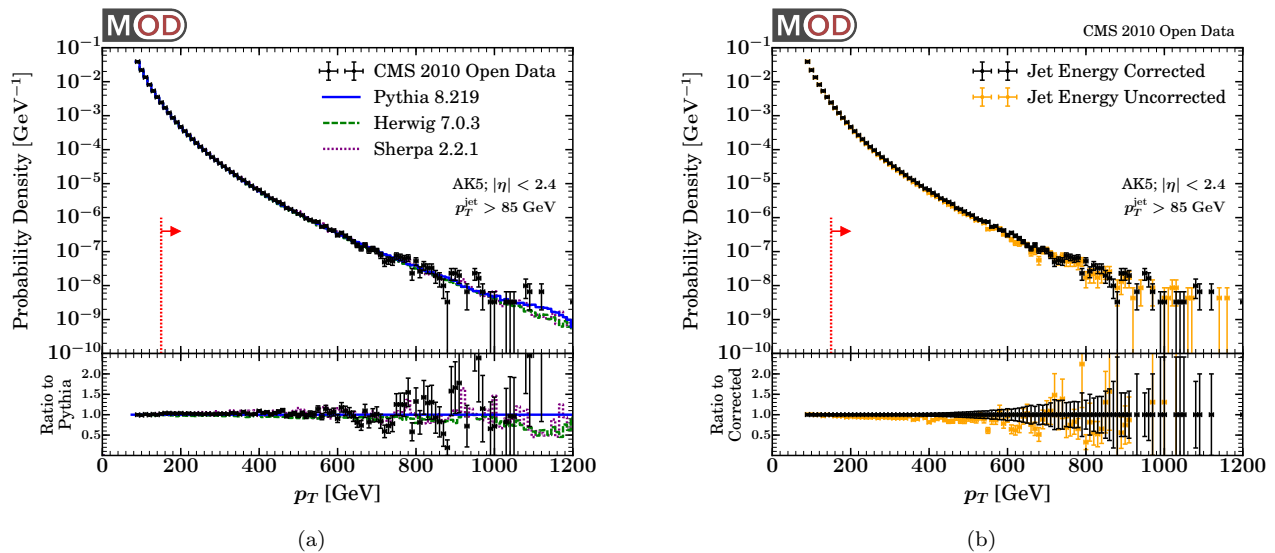 MOD
10⁻¹
10⁻²
10⁻³
10⁻⁴
10⁻⁵
10⁻⁶
10⁻⁷
10⁻⁸
10⁻⁹
10⁻¹⁰
Probability Density [GeV⁻¹]
CMS 2010 Open Data
Pythia 8.219
Herwig 7.0.3
Sherpa 2.2.1
AK5; |η| < 2.4
p_T^jet > 85 GeV
2.0
1.5
1.0
0.5
Ratio to
Pythia
0 200 400 600 800 1000 1200
p_T [GeV]
(a)
MOD
CMS 2010 Open Data
10⁻¹
10⁻²
10⁻³
10⁻⁴
10⁻⁵
10⁻⁶
10⁻⁷
10⁻⁸
10⁻⁹
10⁻¹⁰
Probability Density [GeV⁻¹]
Jet Energy Corrected
Jet Energy Uncorrected
AK5; |η| < 2.4
p_T^jet > 85 GeV
2.0
1.5
1.0
0.5
Ratio to
Corrected
0 200 400 600 800 1000 1200
p_T [GeV]
(b)